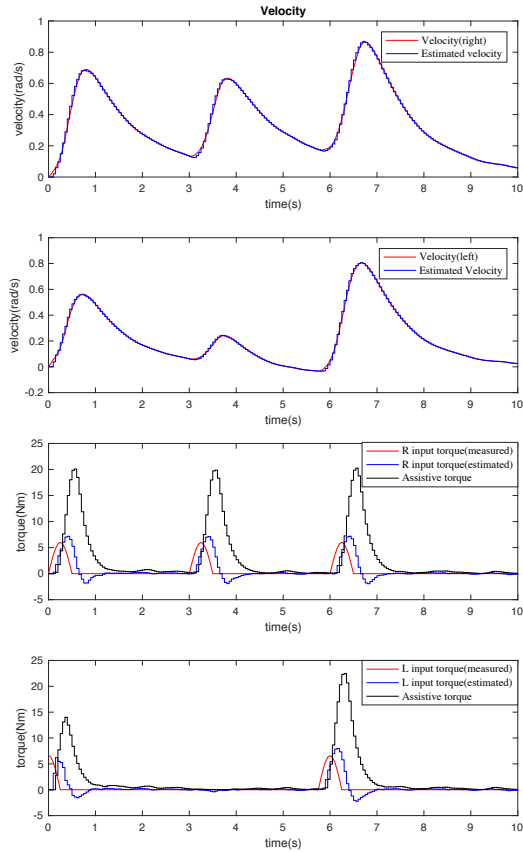 Velocity
1
0.8
0.6
0.4
0.2
0
velocity(rad/s)
Velocity(right)
Estimated velocity
0 1 2 3 4 5 6 7 8 9 10
time(s)
1
0.8
0.6
0.4
0.2
0
-0.2
velocity(rad/s)
Velocity(left)
Estimated Velocity
0 1 2 3 4 5 6 7 8 9 10
time(s)
25
20
15
10
5
0
-5
torque(Nm)
R input torque(measured)
R input torque(estimated)
Assistive torque
0 1 2 3 4 5 6 7 8 9 10
time(s)
25
20
15
10
5
0
-5
torque(Nm)
L input torque(measured)
L input torque(estimated)
Assistive torque
0 1 2 3 4 5 6 7 8 9 10
time(s)